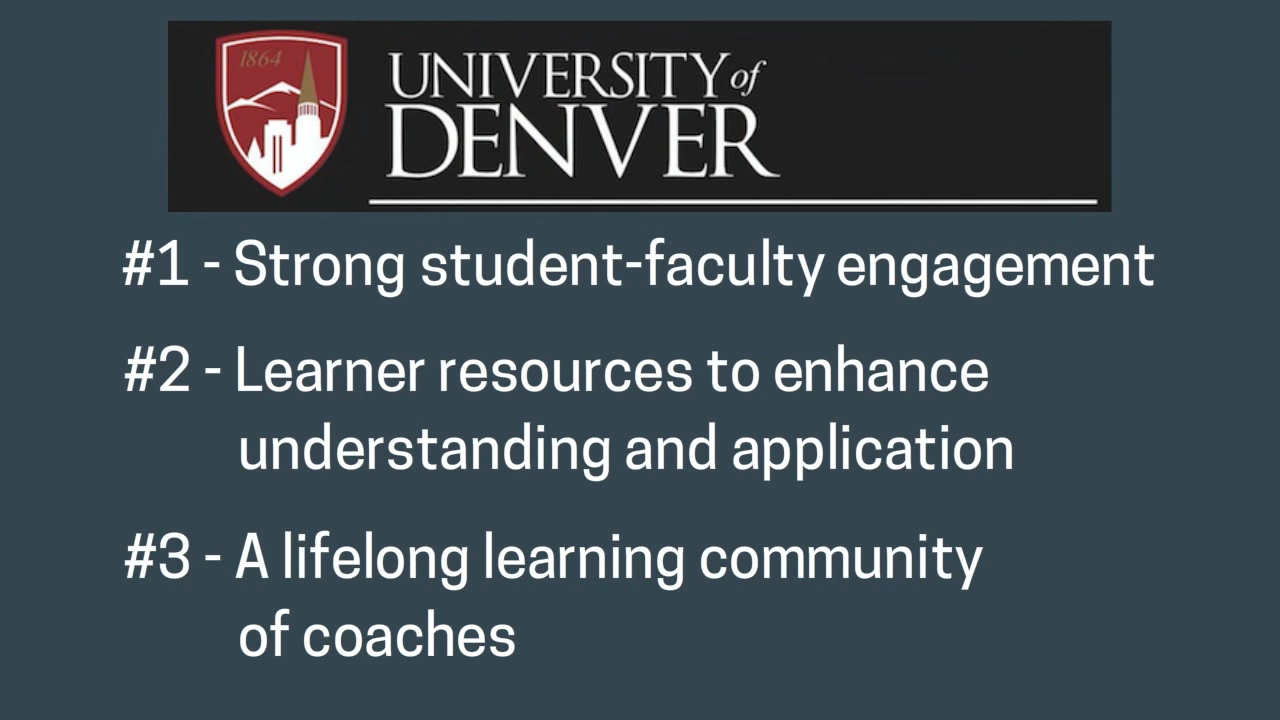 1864
UNIVERSITY of
DENVER
#1 - Strong student-faculty engagement
#2 - Learner resources to enhance
understanding and application
#3 - A lifelong learning community
of coaches